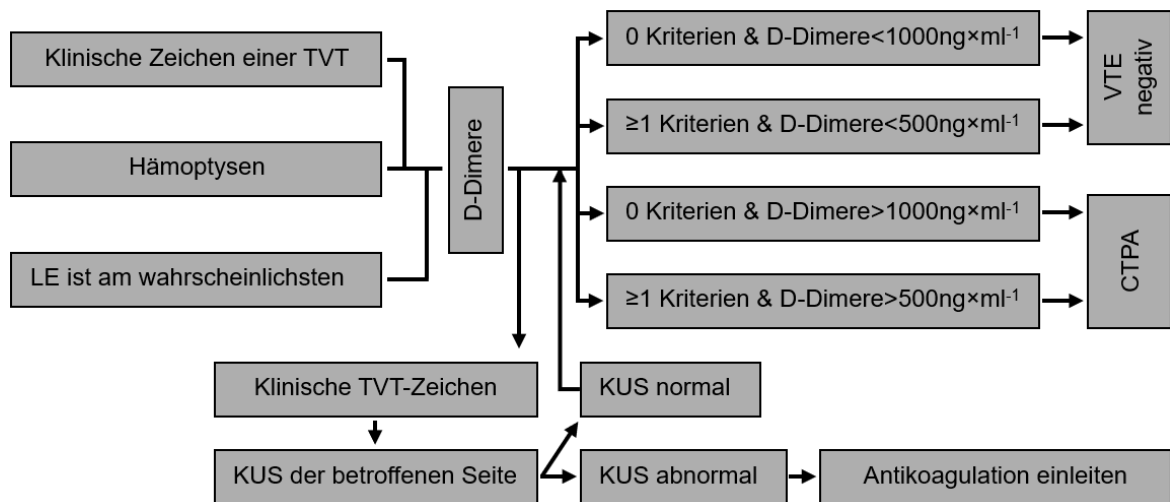 Klinische Zeichen einer TVT
Hämoptysen
LE ist am wahrscheinlichsten
D-Dimere
0 Kriterien & D-Dimere<1000ng×ml⁻¹
≥1 Kriterien & D-Dimere<500ng×ml⁻¹
0 Kriterien & D-Dimere>1000ng×ml⁻¹
≥1 Kriterien & D-Dimere>500ng×ml⁻¹
VTE
negativ
CTPA
Klinische TVT-Zeichen
KUS normal
KUS der betroffenen Seite
KUS abnormal
Antikoagulation einleiten